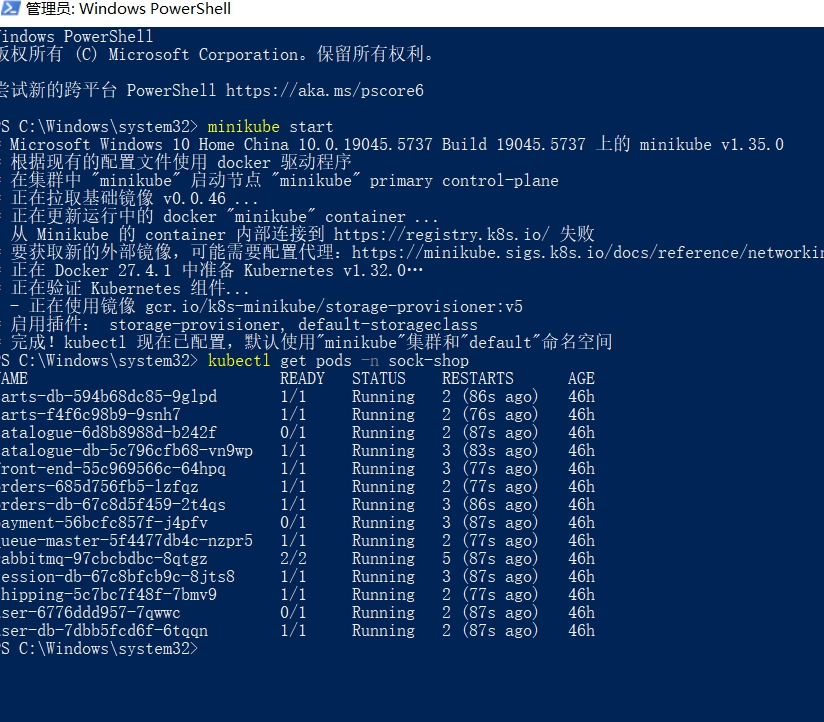 管理员: Windows PowerShell
indows PowerShell
版权所有 (C) Microsoft Corporation。保留所有权利。
尝试新的跨平台 PowerShell https://aka.ms/pscore6
PS C:\Windows\system32> minikube start
* Microsoft Windows 10 Home China 10.0.19045.5737 Build 19045.5737 上的 minikube v1.35.0
* 根据现有的配置文件使用 docker 驱动程序
* 在集群中 "minikube" 启动节点 "minikube" primary control-plane
* 正在拉取基础镜像 v0.0.46 ...
* 正在更新运行中的 docker "minikube" container ...
从 Minikube 的 container 内部连接到 https://registry.k8s.io/ 失败
* 要获取新的外部镜像，可能需要配置代理：https://minikube.sigs.k8s.io/docs/reference/networkin
* 正在 Docker 27.4.1 中准备 Kubernetes v1.32.0…
* 正在验证 Kubernetes 组件...
- 正在使用镜像 gcr.io/k8s-minikube/storage-provisioner:v5
* 启用插件： storage-provisioner, default-storageclass
* 完成！kubectl 现在已配置，默认使用"minikube"集群和"default"命名空间
PS C:\Windows\system32> kubectl get pods -n sock-shop
AME READY STATUS RESTARTS AGE
arts-db-594b68dc85-9glpd 1/1 Running 2 (86s ago) 46h
arts-f4f6c98b9-9snh7 1/1 Running 2 (76s ago) 46h
atalogue-6d8b8988d-b242f 0/1 Running 2 (87s ago) 46h
atalogue-db-5c796cfb68-vn9wp 1/1 Running 3 (83s ago) 46h
ront-end-55c969566c-64hpq 1/1 Running 3 (77s ago) 46h
rders-685d756fb5-lzfqz 1/1 Running 2 (77s ago) 46h
rders-db-67c8d5f459-2t4qs 1/1 Running 3 (86s ago) 46h
ayment-56bcfc857f-j4pfv 0/1 Running 3 (87s ago) 46h
ueue-master-5f4477db4c-nzpr5 1/1 Running 2 (77s ago) 46h
abbitmq-97cbcbdbc-8qtgz 2/2 Running 5 (87s ago) 46h
ession-db-67c8bfcb9c-8jts8 1/1 Running 3 (87s ago) 46h
hipping-5c7bc7f48f-7bmv9 1/1 Running 2 (77s ago) 46h
ser-6776ddd957-7qwwc 0/1 Running 2 (87s ago) 46h
ser-db-7dbb5fcd6f-6tqqn 1/1 Running 2 (87s ago) 46h
PS C:\Windows\system32>